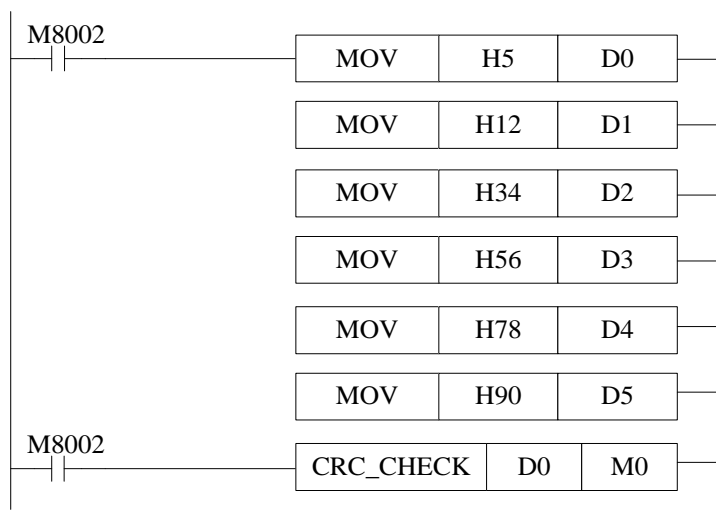 M8002
MOV H5 D0
MOV H12 D1
MOV H34 D2
MOV H56 D3
MOV H78 D4
MOV H90 D5
M8002
CRC_CHECK D0 M0